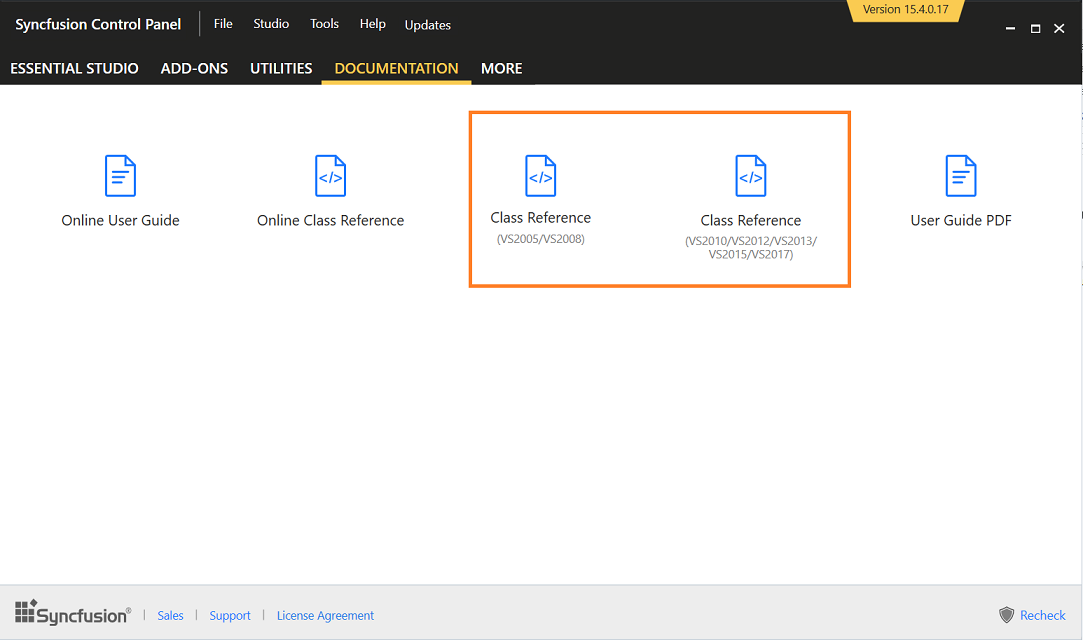 Syncfusion Control Panel
File
Studio
Tools
Help
Updates
Version 15.4.0.17
ESSENTIAL STUDIO
ADD-ONS
UTILITIES
DOCUMENTATION
MORE
</>
</>
</>
Online User Guide
Online Class Reference
Class Reference
(VS2005/VS2008)
Class Reference
(VS2010/VS2012/VS2013/
VS2015/VS2017)
User Guide PDF
Syncfusion®
Sales
Support
License Agreement
Recheck